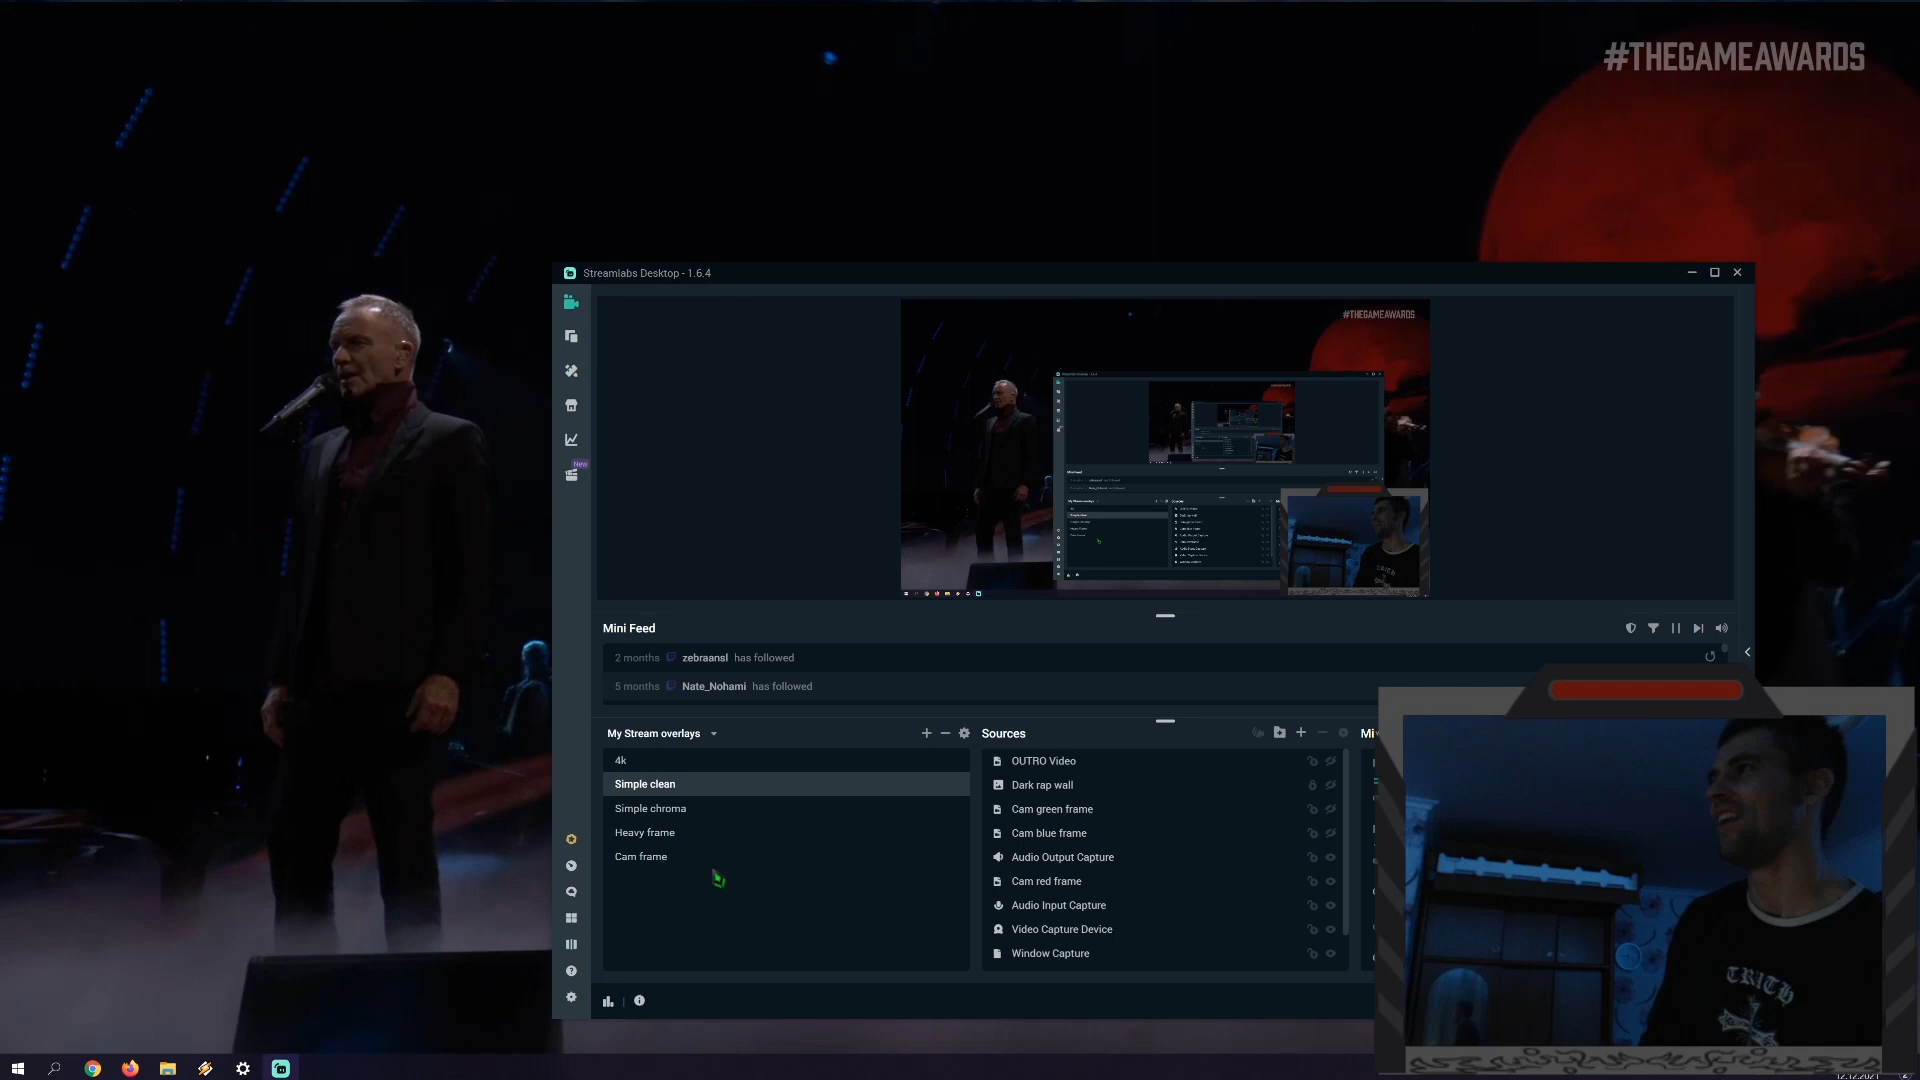 #THEGAMEAWARDS
Streamlabs Desktop - 1.6.4
#THEGAMEAWARDS
New
Mini Feed
2 months zebraansl has followed
5 months Nate_Nohami has followed
My Stream overlays
Sources
4k
OUTRO Video
Simple clean
Dark rap wall
Simple chroma
Cam green frame
Heavy frame
Cam blue frame
Cam frame
Audio Output Capture
Cam red frame
Audio Input Capture
Video Capture Device
Window Capture